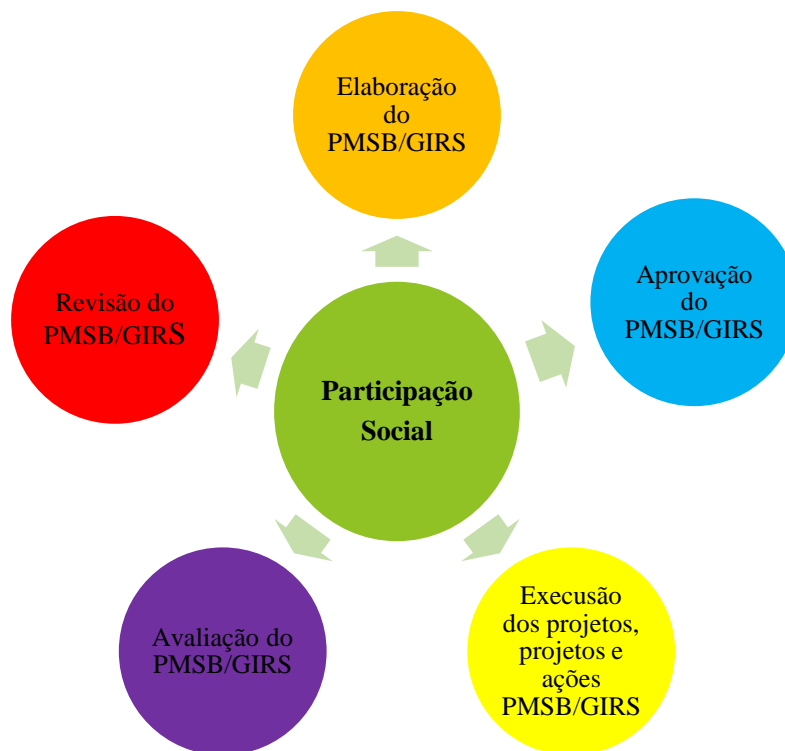 Elaboração
do
PMSB/GIRS
Aprovação
do
PMSB/GIRS
Revisão do
PMSB/GIRS
Participação
Social
Execusão
dos projetos,
projetos e
ações
PMSB/GIRS
Avaliação do
PMSB/GIRS